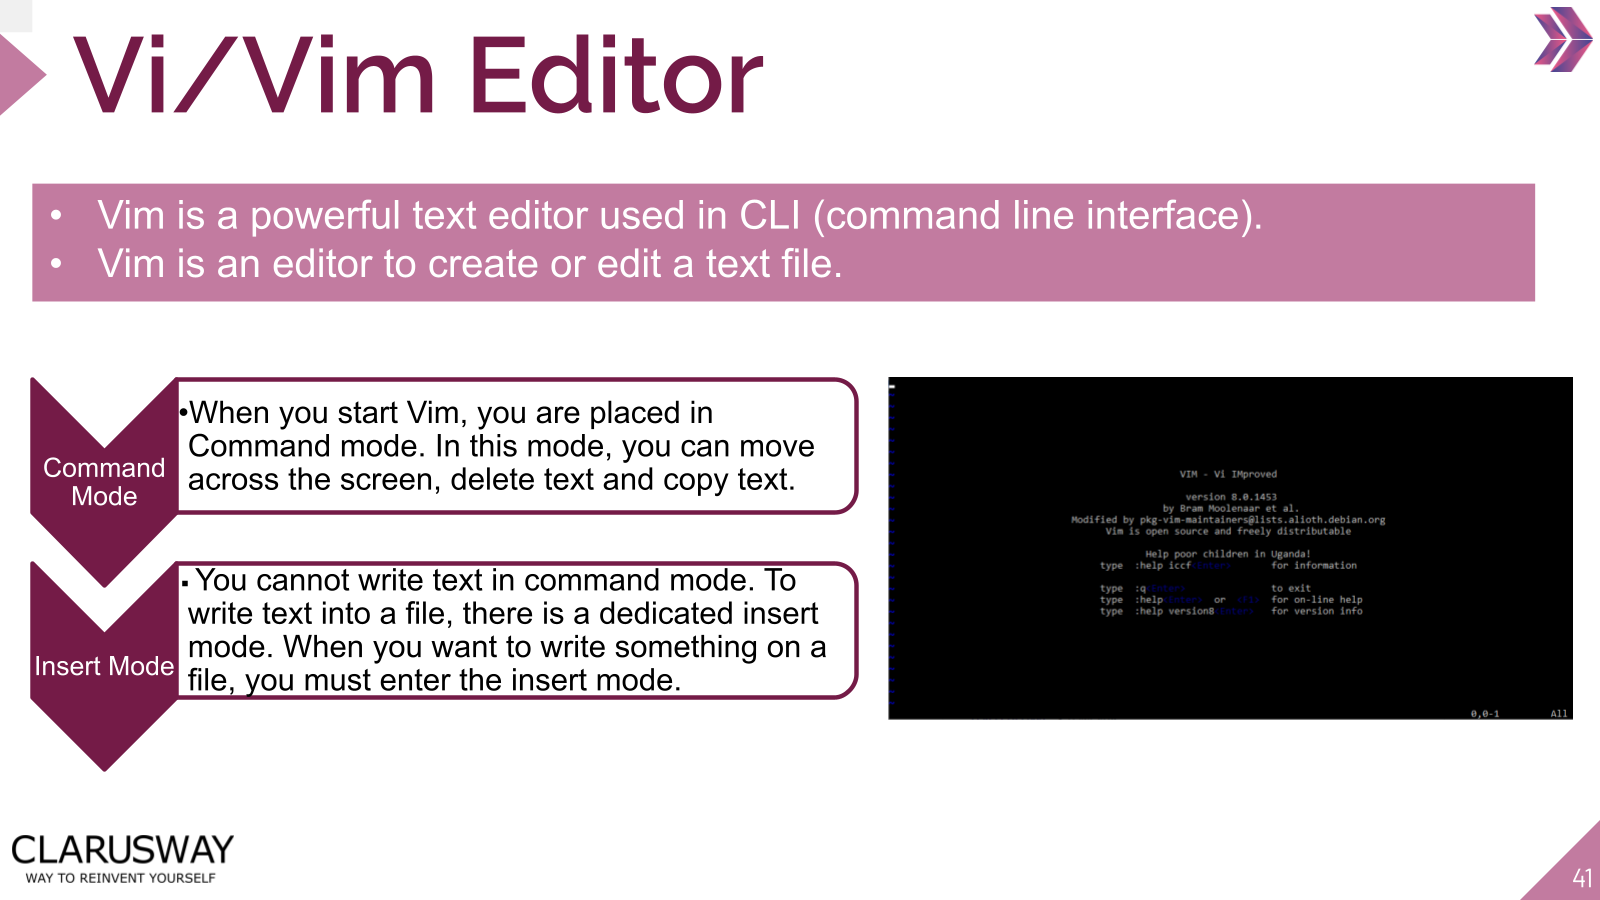 Vi/Vim Editor
• Vim is a powerful text editor used in CLI (command line interface).
• Vim is an editor to create or edit a text file.
Command
Mode
•When you start Vim, you are placed in
Command mode. In this mode, you can move
across the screen, delete text and copy text.
Insert Mode
▪ You cannot write text in command mode. To
write text into a file, there is a dedicated insert
mode. When you want to write something on a
file, you must enter the insert mode.
VIM - Vi IMproved
version 8.0.1453
by Bram Moolenaar et al.
Modified by pkg-vim-maintainers@lists.alioth.debian.org
Vim is open source and freely distributable
Help poor children in Uganda!
type :help iccf<Enter> for information
type :q<Enter> to exit
type :help<Enter> or <F1> for on-line help
type :help version8<Enter> for version info
0,0-1 All
CLARUSWAY
WAY TO REINVENT YOURSELF
41